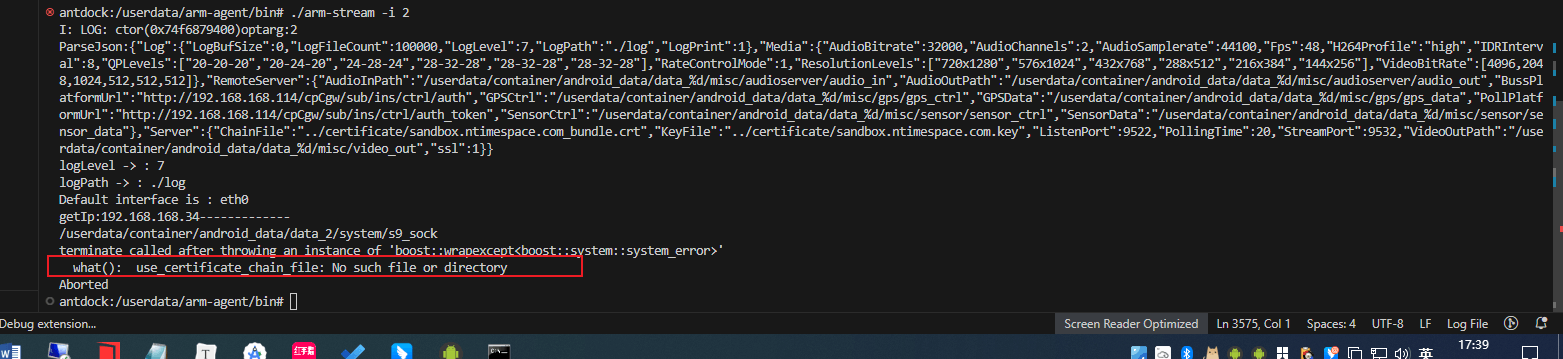 antdock:/userdata/arm-agent/bin# ./arm-stream -i 2
I: LOG: ctor(0x74f6879400)optarg:2
ParseJson:{"Log":{"LogBufSize":0,"LogFileCount":100000,"LogLevel":7,"LogPath":"./log","LogPrint":1},"Media":{"AudioBitrate":32000,"AudioChannels":2,"AudioSamplerate":44100,"Fps":48,"H264Profile":"high","IDRInter
val":8,"QPLevels":["20-20-20","20-24-20","24-28-24","28-32-28","28-32-28","28-32-28"],"RateControlMode":1,"ResolutionLevels":["720x1280","576x1024","432x768","288x512","216x384","144x256"],"VideoBitRate":[4096,204
8,1024,512,512,512]},"RemoteServer":{"AudioInPath":"/userdata/container/android_data/data_%d/misc/audioserver/audio_in","AudioOutPath":"/userdata/container/android_data/data_%d/misc/audioserver/audio_out","BussPl
atformUrl":"http://192.168.168.114/cpCgw/sub/ins/ctrl/auth","GPSCtrl":"/userdata/container/android_data/data_%d/misc/gps/gps_ctrl","GPSData":"/userdata/container/android_data/data_%d/misc/gps/gps_data","PollPlatf
ormUrl":"http://192.168.168.114/cpCgw/sub/ins/ctrl/auth_token","SensorCtrl":"/userdata/container/android_data/data_%d/misc/sensor/sensor_ctrl","SensorData":"/userdata/container/android_data/data_%d/misc/sensor/se
nsor_data"},"Server":{"ChainFile":"../certificate/sandbox.ntimespace.com_bundle.crt","KeyFile":"../certificate/sandbox.ntimespace.com.key","ListenPort":9522,"PollingTime":20,"StreamPort":9532,"VideoOutPath":"/use
rdata/container/android_data/data_%d/misc/video_out","ssl":1}}
logLevel -> : 7
logPath -> : ./log
Default interface is : eth0
getIp:192.168.168.34-------------
/userdata/container/android_data/data_2/system/s9_sock
terminate called after throwing an instance of 'boost::wrapexcept<boost::system::system_error>'
what(): use_certificate_chain_file: No such file or directory
Aborted
antdock:/userdata/arm-agent/bin#
Debug extension...
Screen Reader Optimized
Ln 3575, Col 1
Spaces: 4
UTF-8
LF
Log File
W
T
英
17:39